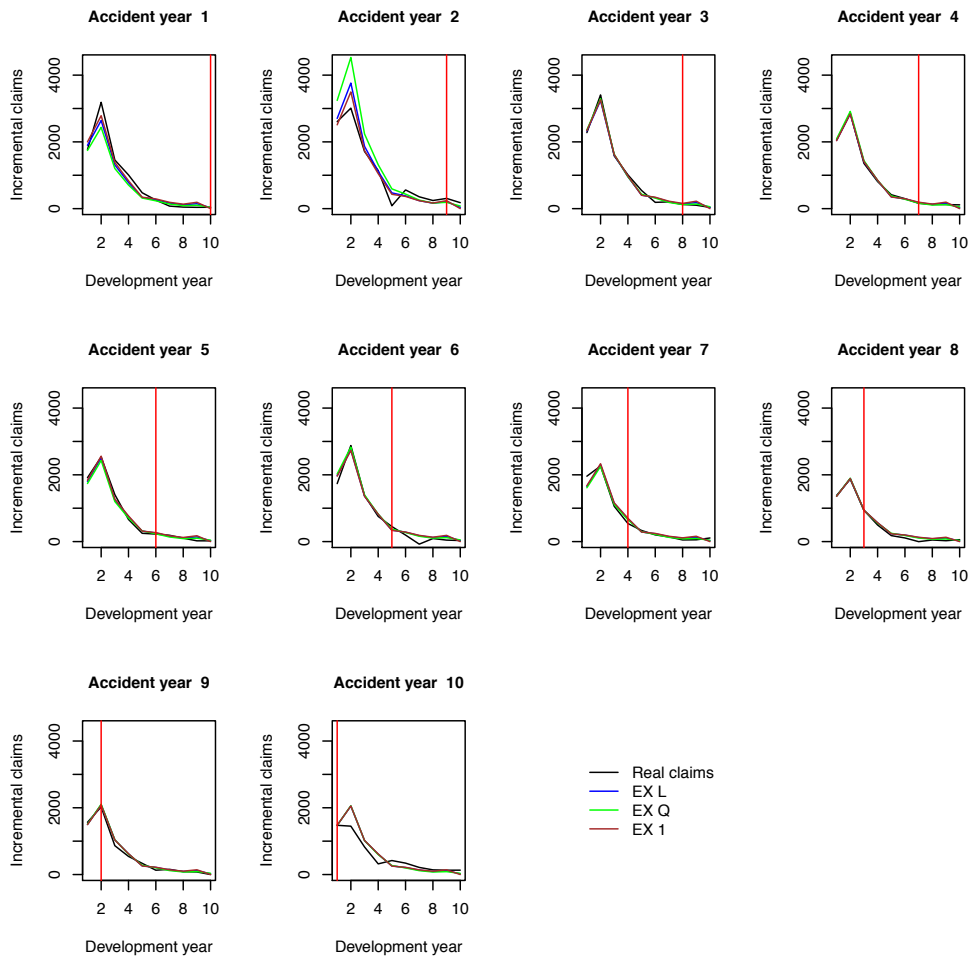 Accident year 1
Accident year 2
Accident year 3
Accident year 4
Incremental claims
0 2000 4000
2 4 6 8 10
Development year
Incremental claims
0 2000 4000
2 4 6 8 10
Development year
Incremental claims
0 2000 4000
2 4 6 8 10
Development year
Incremental claims
0 2000 4000
2 4 6 8 10
Development year
Accident year 5
Accident year 6
Accident year 7
Accident year 8
Incremental claims
0 2000 4000
2 4 6 8 10
Development year
Incremental claims
0 2000 4000
2 4 6 8 10
Development year
Incremental claims
0 2000 4000
2 4 6 8 10
Development year
Incremental claims
0 2000 4000
2 4 6 8 10
Development year
Accident year 9
Accident year 10
Incremental claims
0 2000 4000
2 4 6 8 10
Development year
Incremental claims
0 2000 4000
2 4 6 8 10
Development year
Real claims
EX L
EX Q
EX 1